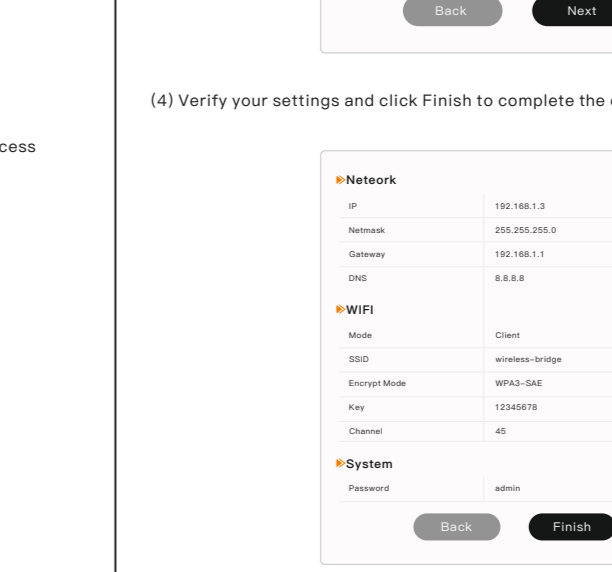 Back Next
(4) Verify your settings and click Finish to complete the
cess
Neteork
IP 192.168.1.3
Netmask 255.255.255.0
Gateway 192.168.1.1
DNS 8.8.8.8
WIFI
Mode Client
SSID wireless-bridge
Encrypt Mode WPA3-SAE
Key 12345678
Channel 45
System
Password admin
Back Finish